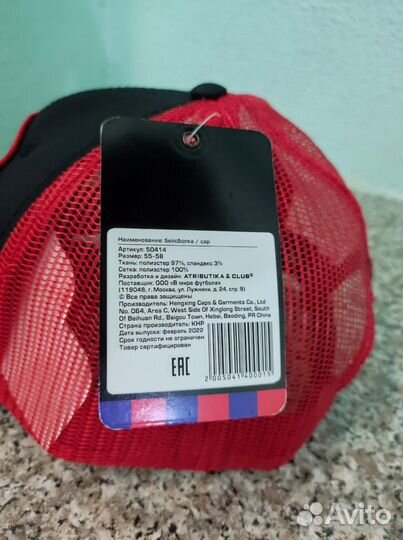 Наименование: бейсболка / cap
Артикул: 50414
Размер: 55-58
Ткань: полиэстер 97%, спандекс 3%
Сетка: полиэстер 100%
Разработка и дизайн: ATRIBUTIKA & CLUB®
Поставщик: ООО «В мире футбола»
(119048, г. Москва, ул. Лужники, д. 24, стр. 9)
© Все права защищены
Производитель: Hengxing Caps & Garments Co., Ltd
No. 064, Area C, West Side Of Xinglong Street, South
Of Beiruhan Road., Baigou Town, Hebei, Baoding, PR China
Страна производитель: КНР
Дата выпуска: февраль 2022
Срок годности не ограничен
Товар сертифицирован
EAC
2005041400015
Avito